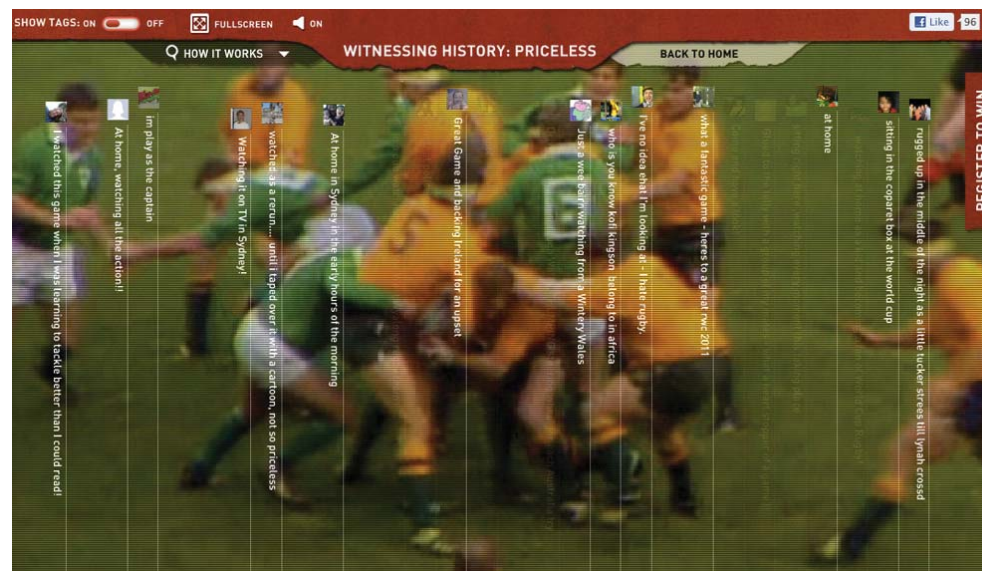 SHOW TAGS: ON OFF
FULLSCREEN
ON
Like 96
HOW IT WORKS
WITNESSING HISTORY: PRICELESS
BACK TO HOME
REGISTER TO WIN
I watched this game when I was learning to tackle better than I could read!
At home, watching all the action!!
im play as the captain
Watching it on TV in Sydney!
watched as a rerun.... until i taped over it with a cartoon, not so priceless
At home in Sydney in the early hours of the morning
Great Game and backing Ireland for an upset
Just a wee bairn watching from a Wintery Wales
who is you know kofi kingson belong to in africa
I've no idea ehat I'm looking at - I hate rugby.
what a fantastic game - heres to a great rwc 2011
at home
sitting in the coparet box at the world cup
rugged up in the middle of the night as a little tucker strees till lynah crossd